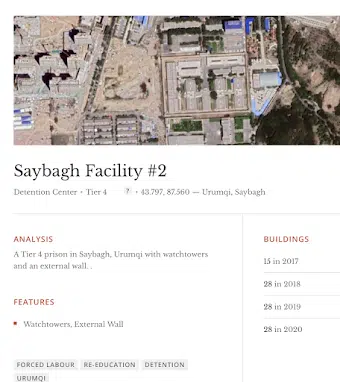 Saybagh Facility #2
Detention Center • Tier 4 ? • 43.797, 87.560 — Urumqi, Saybagh
ANALYSIS
A Tier 4 prison in Saybagh, Urumqi with watchtowers
and an external wall. .
FEATURES
Watchtowers, External Wall
FORCED LABOUR RE-EDUCATION DETENTION
URUMQI
BUILDINGS
15 in 2017
28 in 2018
28 in 2019
28 in 2020